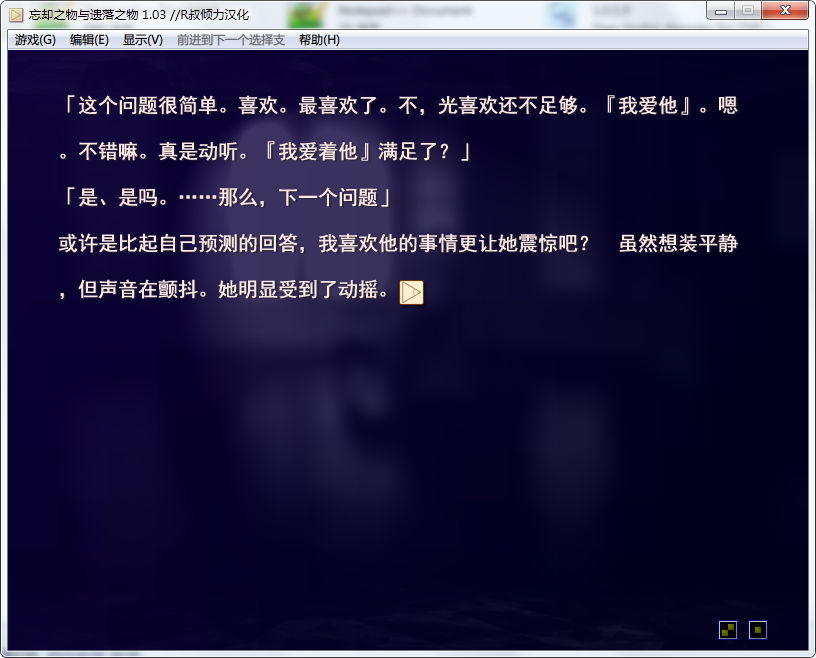 忘却之物与遗落之物 1.03 //R叔倾力汉化
游戏(G) 编辑(E) 显示(V) 前进到下一个选择支 帮助(H)
「这个问题很简单。喜欢。最喜欢了。不，光喜欢还不足够。『我爱他』。嗯
。不错嘛。真是动听。『我爱着他』满足了？」
「是、是吗。……那么，下一个问题」
或许是比起自己预测的回答，我喜欢他的事情更让她震惊吧？　虽然想装平静
，但声音在颤抖。她明显受到了动摇。